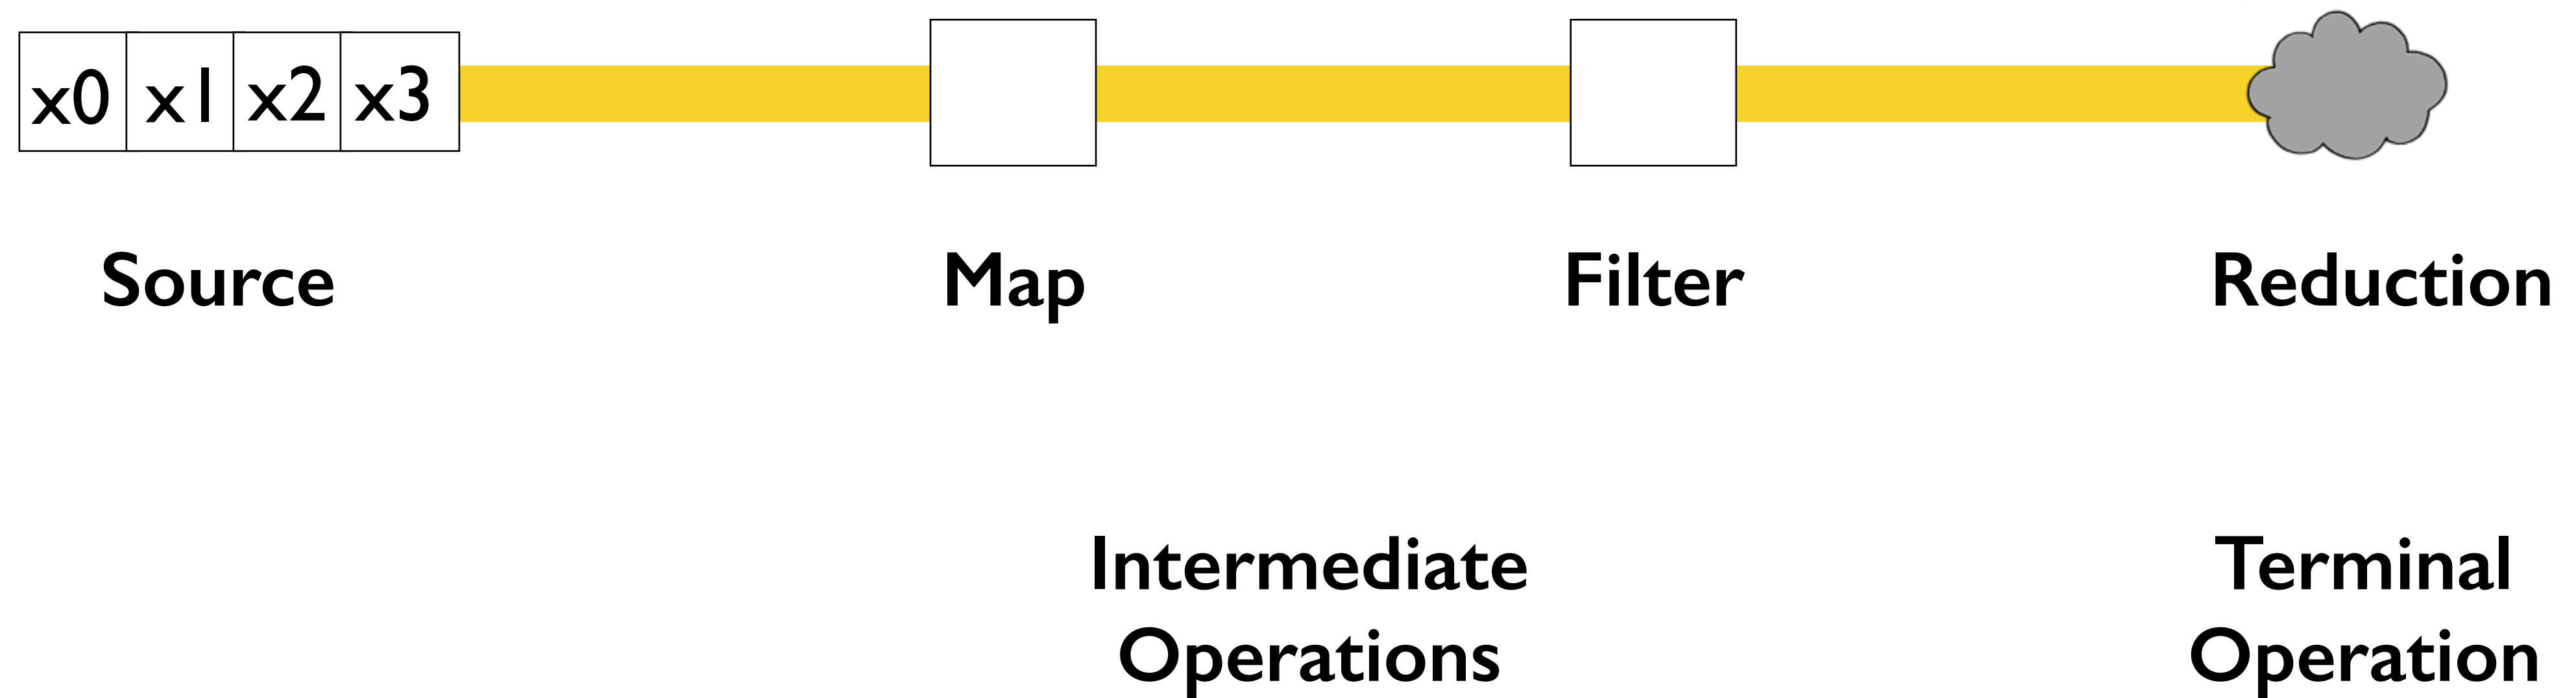 x0 x1 x2 x3
Source Map Filter Reduction
Intermediate Terminal
Operations Operation